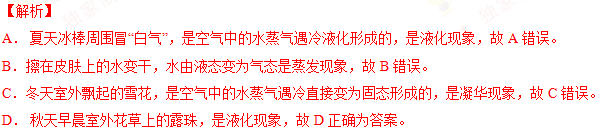 【解析】
A．夏天冰棒周围冒“白气”，是空气中的水蒸气遇冷液化形成的，是液化现象，故 A 错误。
B．擦在皮肤上的水变干，水由液态变为气态是蒸发现象，故 B 错误。
C．冬天室外飘起的雪花，是空气中的水蒸气遇冷直接变为固态形成的，是凝华现象，故 C 错误。
D．秋天早晨室外花草上的露珠，是液化现象，故 D 正确为答案。